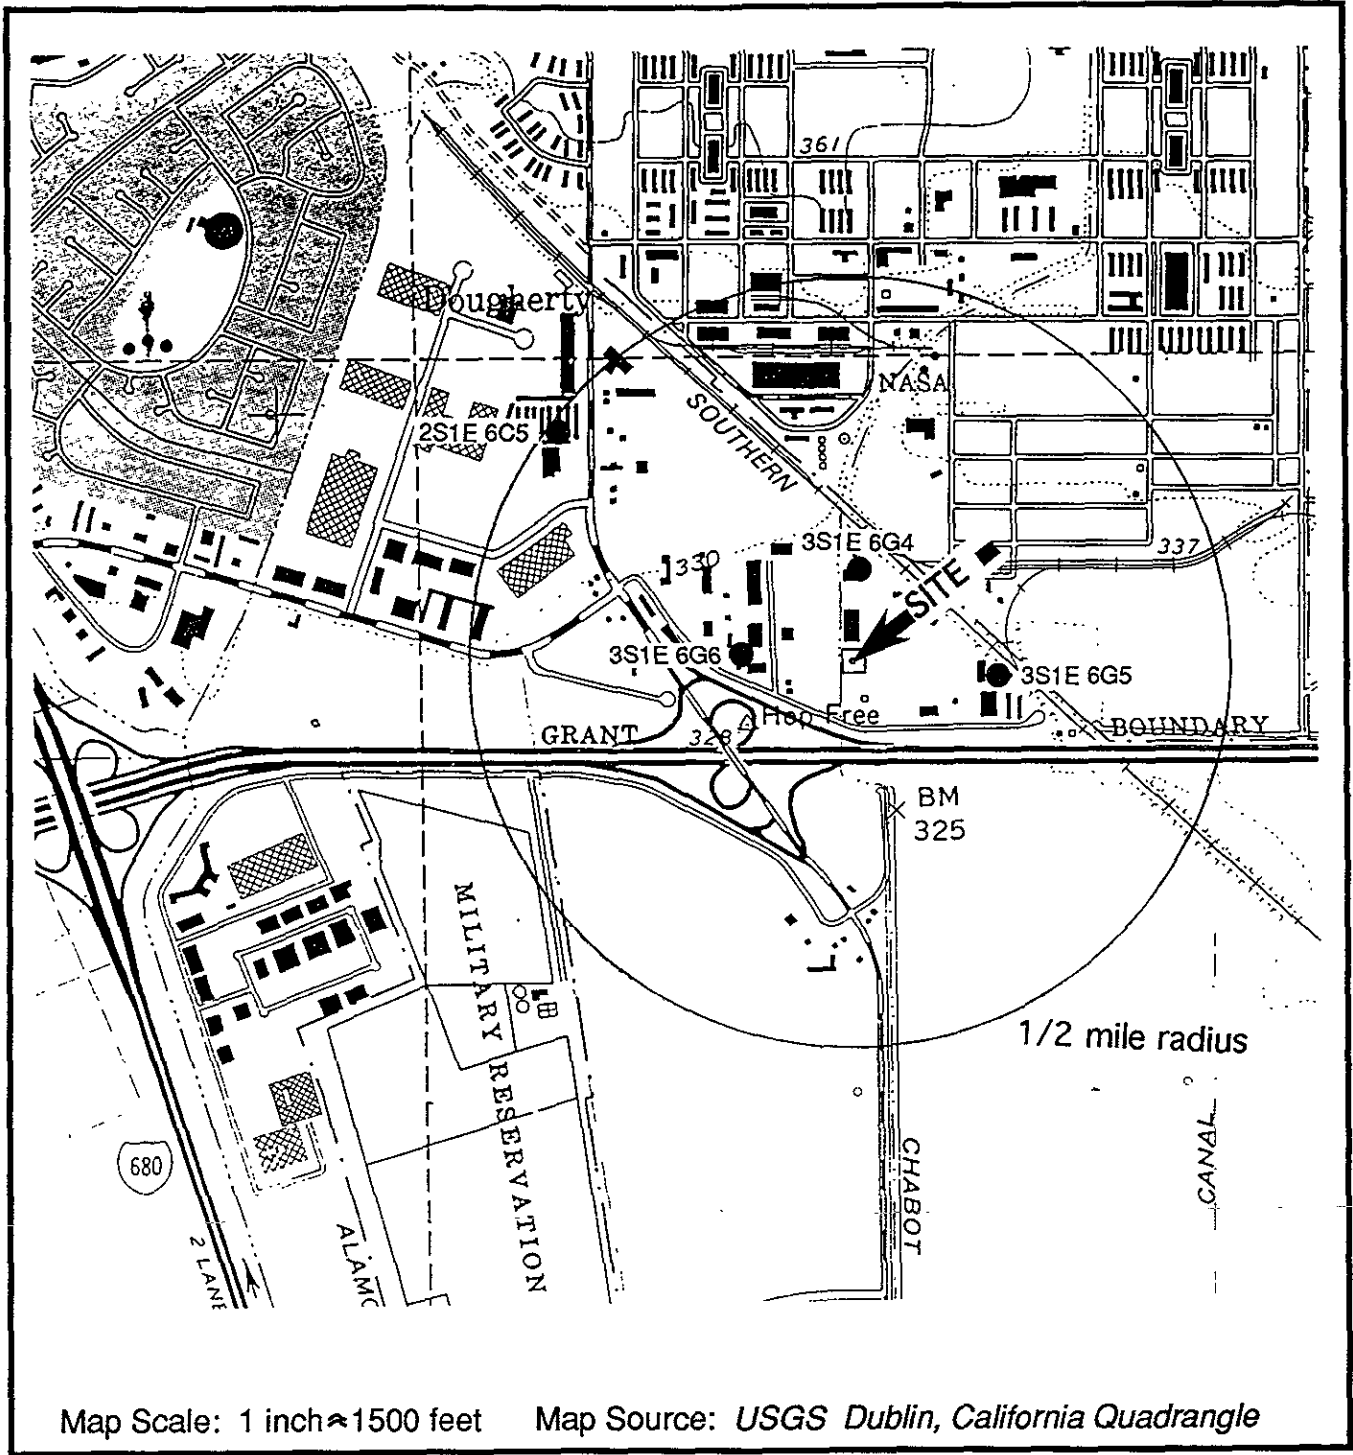 361
Dougherty
NASA
SOUTHERN
2S1E 6C5
3S1E 6G4
337
330
SITE
3S1E 6G6
3S1E 6G5
Hop Free
GRANT
328
BOUNDARY
BM
325
MILITARY RESERVATION
1/2 mile radius
680
CHABOT
CANAL
2 LANE
ALAMO
Map Scale: 1 inch≈1500 feet
Map Source: USGS Dublin, California Quadrangle